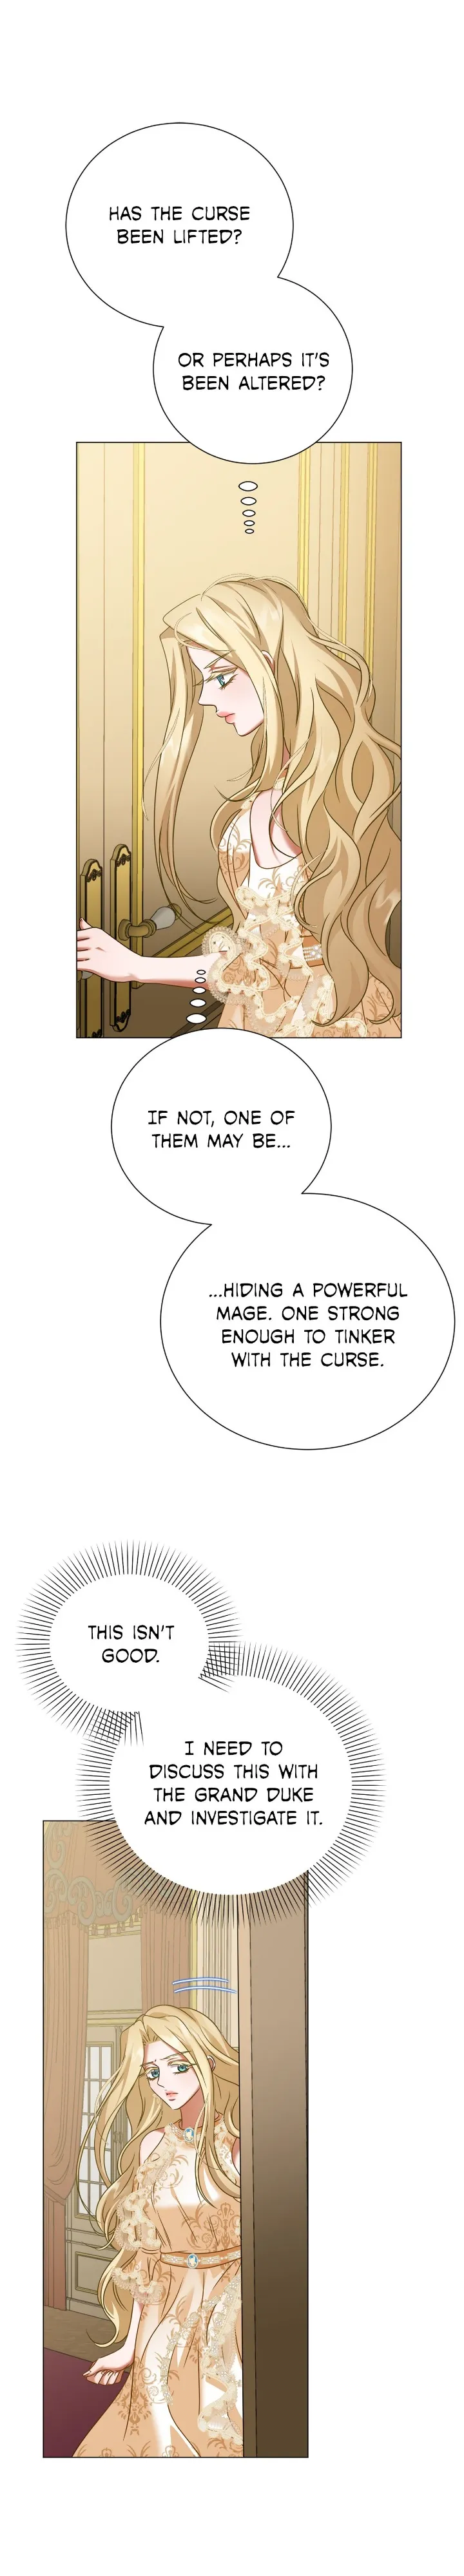 HAS THE CURSE
BEEN LIFTED?
OR PERHAPS IT'S
BEEN ALTERED?
IF NOT, ONE OF
THEM MAY BE...
...HIDING A POWERFUL
MAGE. ONE STRONG
ENOUGH TO TINKER
WITH THE CURSE.
THIS ISN'T
GOOD.
I NEED TO
DISCUSS THIS WITH
THE GRAND DUKE
AND INVESTIGATE IT.